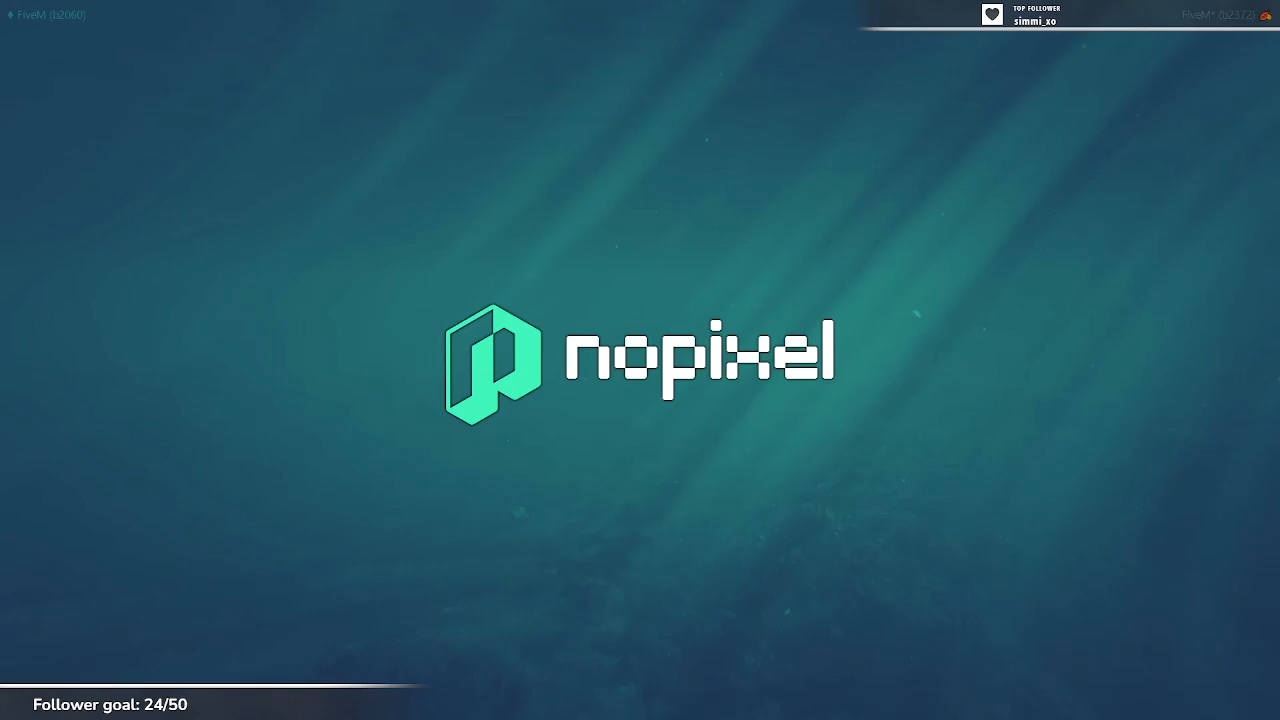 FiveM (b2060)
TOP FOLLOWER
simmi_xo
FiveM* (b2372)
nopixel
Follower goal: 24/50